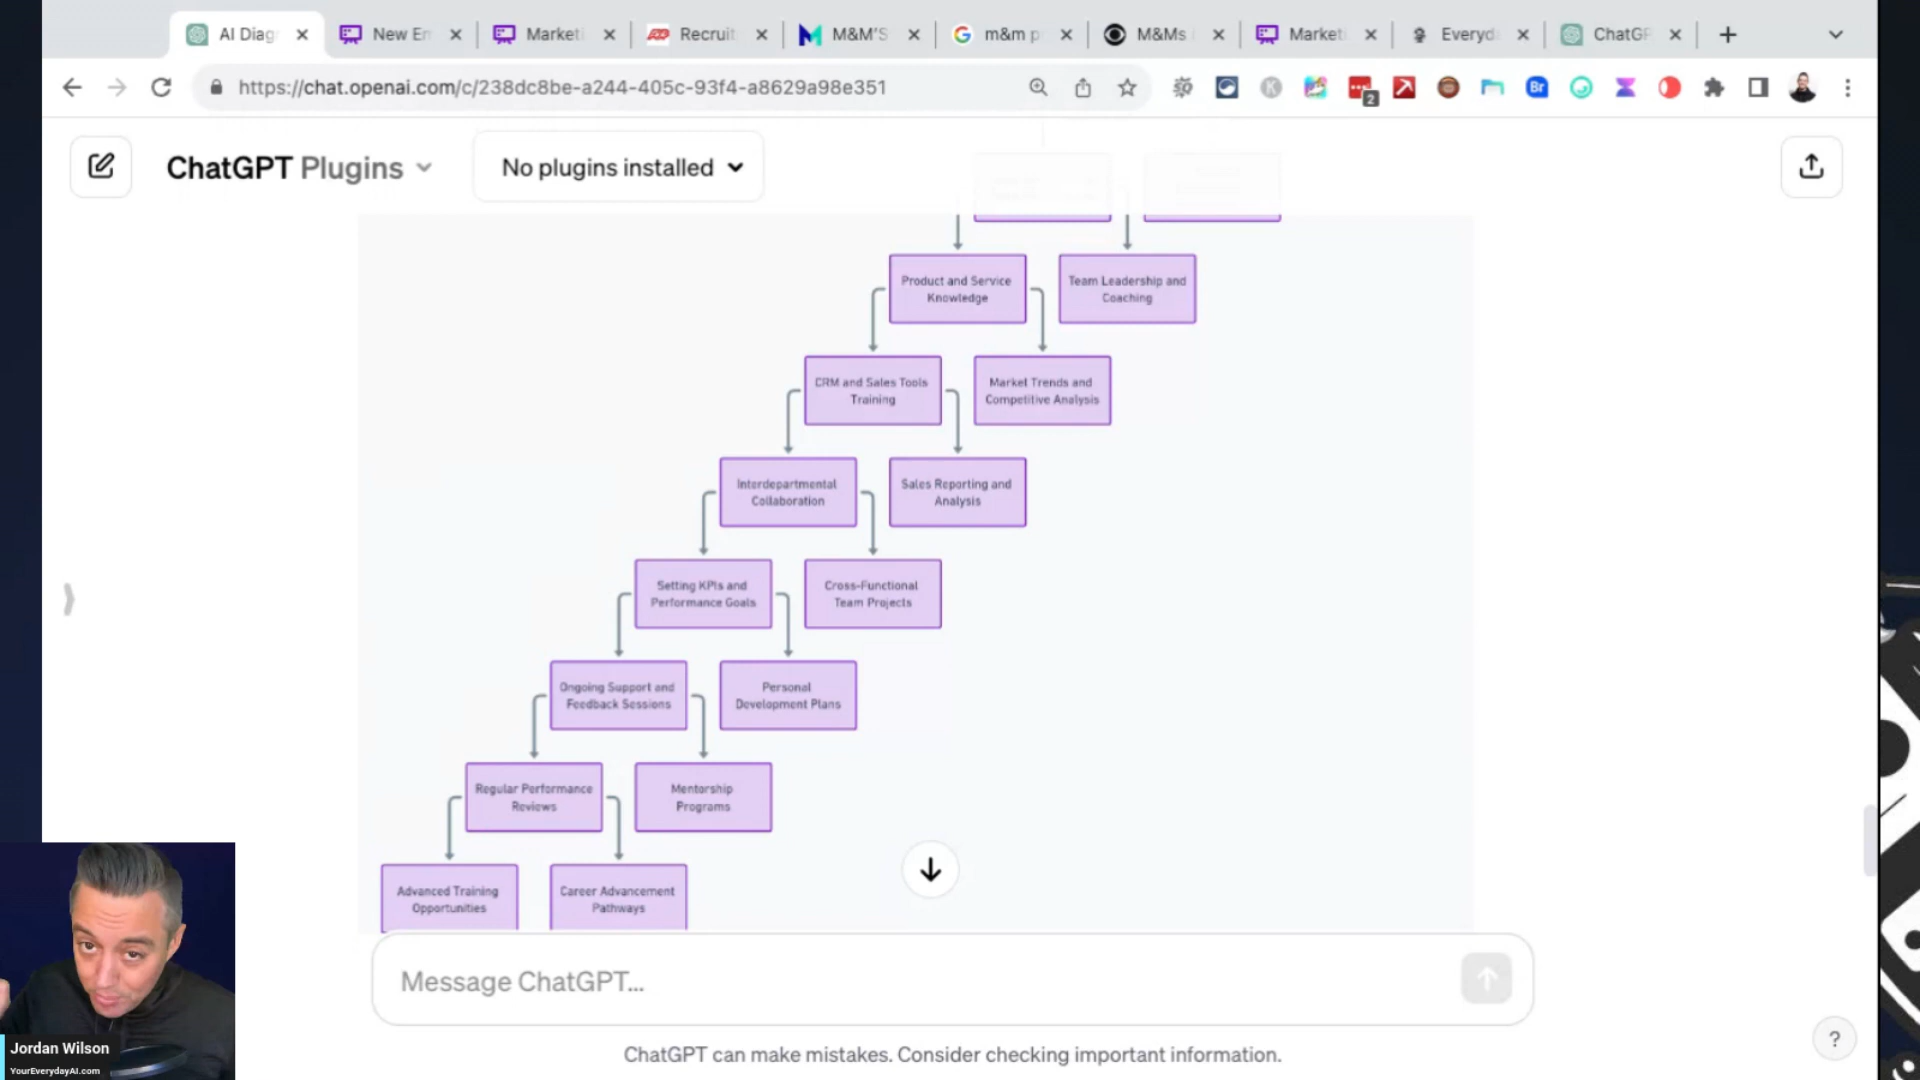 AI Diag
New En
Marketi
Recruit
M&M'S
m&m p
M&Ms
Marketi
Everyd
ChatGP
https://chat.openai.com/c/238dc8be-a244-405c-93f4-a8629a98e351
2
Br
ChatGPT Plugins
No plugins installed
Product and Service
Knowledge
Team Leadership and
Coaching
CRM and Sales Tools
Training
Market Trends and
Competitive Analysis
Interdepartmental
Collaboration
Sales Reporting and
Analysis
Setting KPIs and
Performance Goals
Cross-Functional
Team Projects
Ongoing Support and
Feedback Sessions
Personal
Development Plans
Regular Performance
Reviews
Mentorship
Programs
Advanced Training
Opportunities
Career Advancement
Pathways
Message ChatGPT...
ChatGPT can make mistakes. Consider checking important information.
?
Jordan Wilson
YourEverydayAI.com